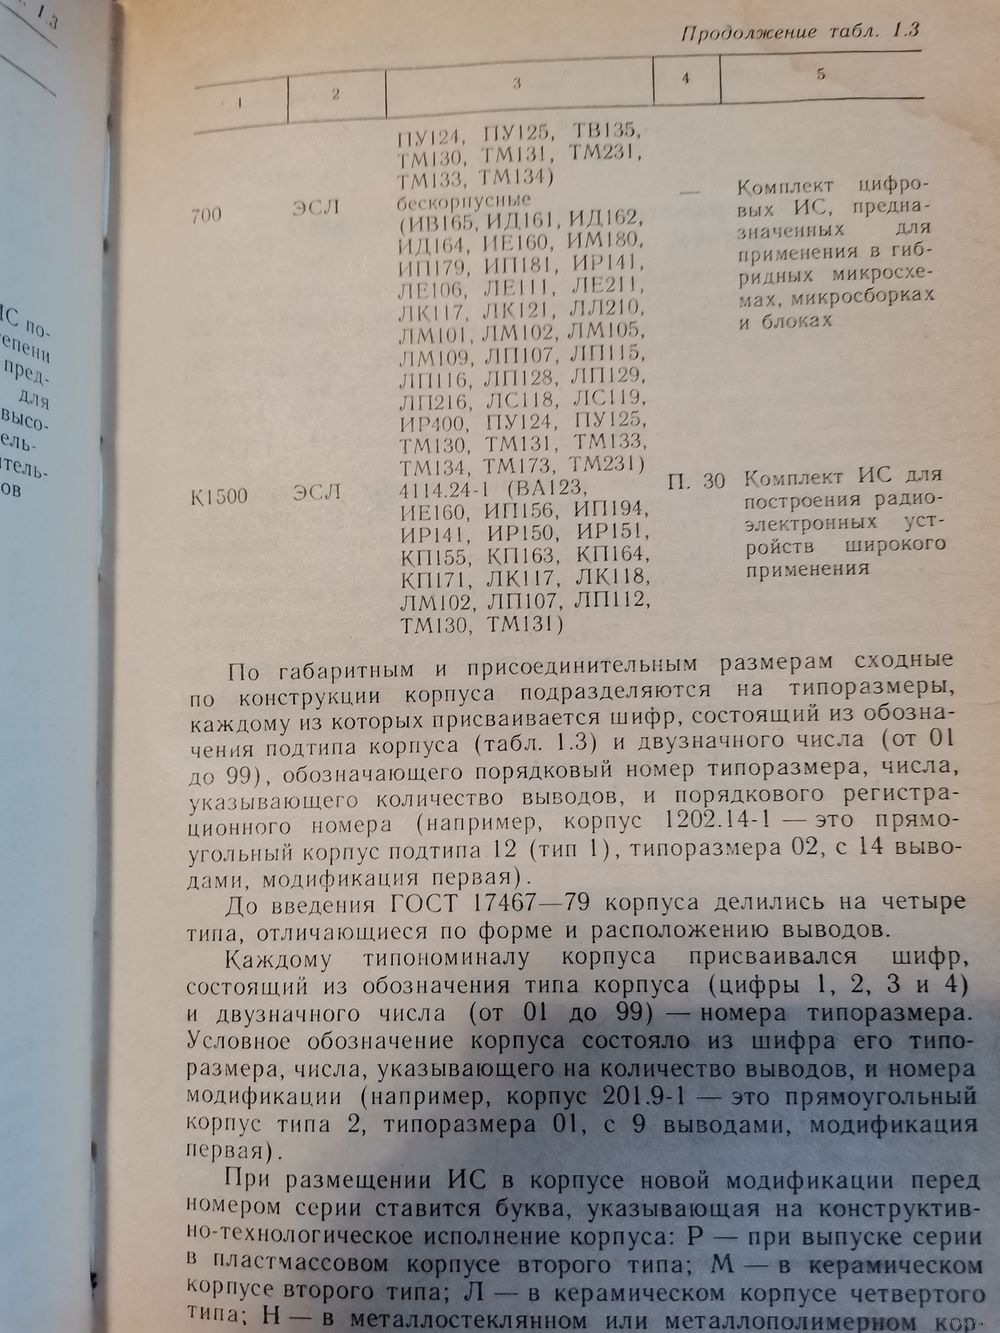 1.3
ИС по-
тепени
пред-
для
высо-
ель-
итель-
ов
Продолжение табл. 1.3
1 2 3 4 5
ПУ124, ПУ125, ТВ135,
ТМ130, ТМ131, ТМ231,
ТМ133, ТМ134)
700 ЭСЛ бескорпусные — Комплект цифро-
(ИВ165, ИД161, ИД162, вых ИС, предна-
ИД164, ИЕ160, ИМ180, значенных для
ИП179, ИП181, ИР141, применения в гиб-
ЛЕ106, ЛЕ111, ЛЕ211, ридных микросхе-
ЛК117, ЛК121, ЛЛ210, мах, микросборках
ЛМ101, ЛМ102, ЛМ105, и блоках
ЛМ109, ЛП107, ЛП115,
ЛП116, ЛП128, ЛП129,
ЛП216, ЛС118, ЛС119,
ИР400, ПУ124, ПУ125,
ТМ130, ТМ131, ТМ133,
ТМ134, ТМ173, ТМ231)
К1500 ЭСЛ 4114.24-1 (ВА123, П. 30 Комплект ИС для
ИЕ160, ИП156, ИП194, построения радио-
ИР141, ИР150, ИР151, электронных уст-
КП155, КП163, КП164, ройств широкого
КП171, ЛК117, ЛК118, применения
ЛМ102, ЛП107, ЛП112,
ТМ130, ТМ131)
По габаритным и присоединительным размерам сходные
по конструкции корпуса подразделяются на типоразмеры,
каждому из которых присваивается шифр, состоящий из обозна-
чения подтипа корпуса (табл. 1.3) и двузначного числа (от 01
до 99), обозначающего порядковый номер типоразмера, числа,
указывающего количество выводов, и порядкового регистра-
ционного номера (например, корпус 1202.14-1 — это прямо-
угольный корпус подтипа 12 (тип 1), типоразмера 02, с 14 выво-
дами, модификация первая).
До введения ГОСТ 17467—79 корпуса делились на четыре
типа, отличающиеся по форме и расположению выводов.
Каждому типономиналу корпуса присваивался шифр,
состоящий из обозначения типа корпуса (цифры 1, 2, 3 и 4)
и двузначного числа (от 01 до 99) — номера типоразмера.
Условное обозначение корпуса состояло из шифра его типо-
размера, числа, указывающего на количество выводов, и номера
модификации (например, корпус 201.9-1 — это прямоугольный
корпус типа 2, типоразмера 01, с 9 выводами, модификация
первая).
При размещении ИС в корпусе новой модификации перед
номером серии ставится буква, указывающая на конструктив-
но-технологическое исполнение корпуса: Р — при выпуске серии
в пластмассовом корпусе второго типа; М — в керамическом
корпусе второго типа; Л — в керамическом корпусе четвертого
типа; Н — в металлостеклянном или металлополимерном кор-